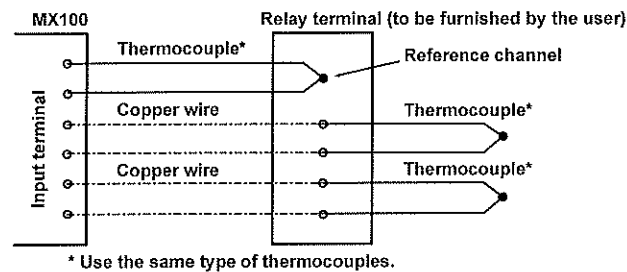 MX100
Relay terminal (to be furnished by the user)
Thermocouple*
Reference channel
Input terminal
Copper wire
Thermocouple*
Copper wire
Thermocouple*
* Use the same type of thermocouples.